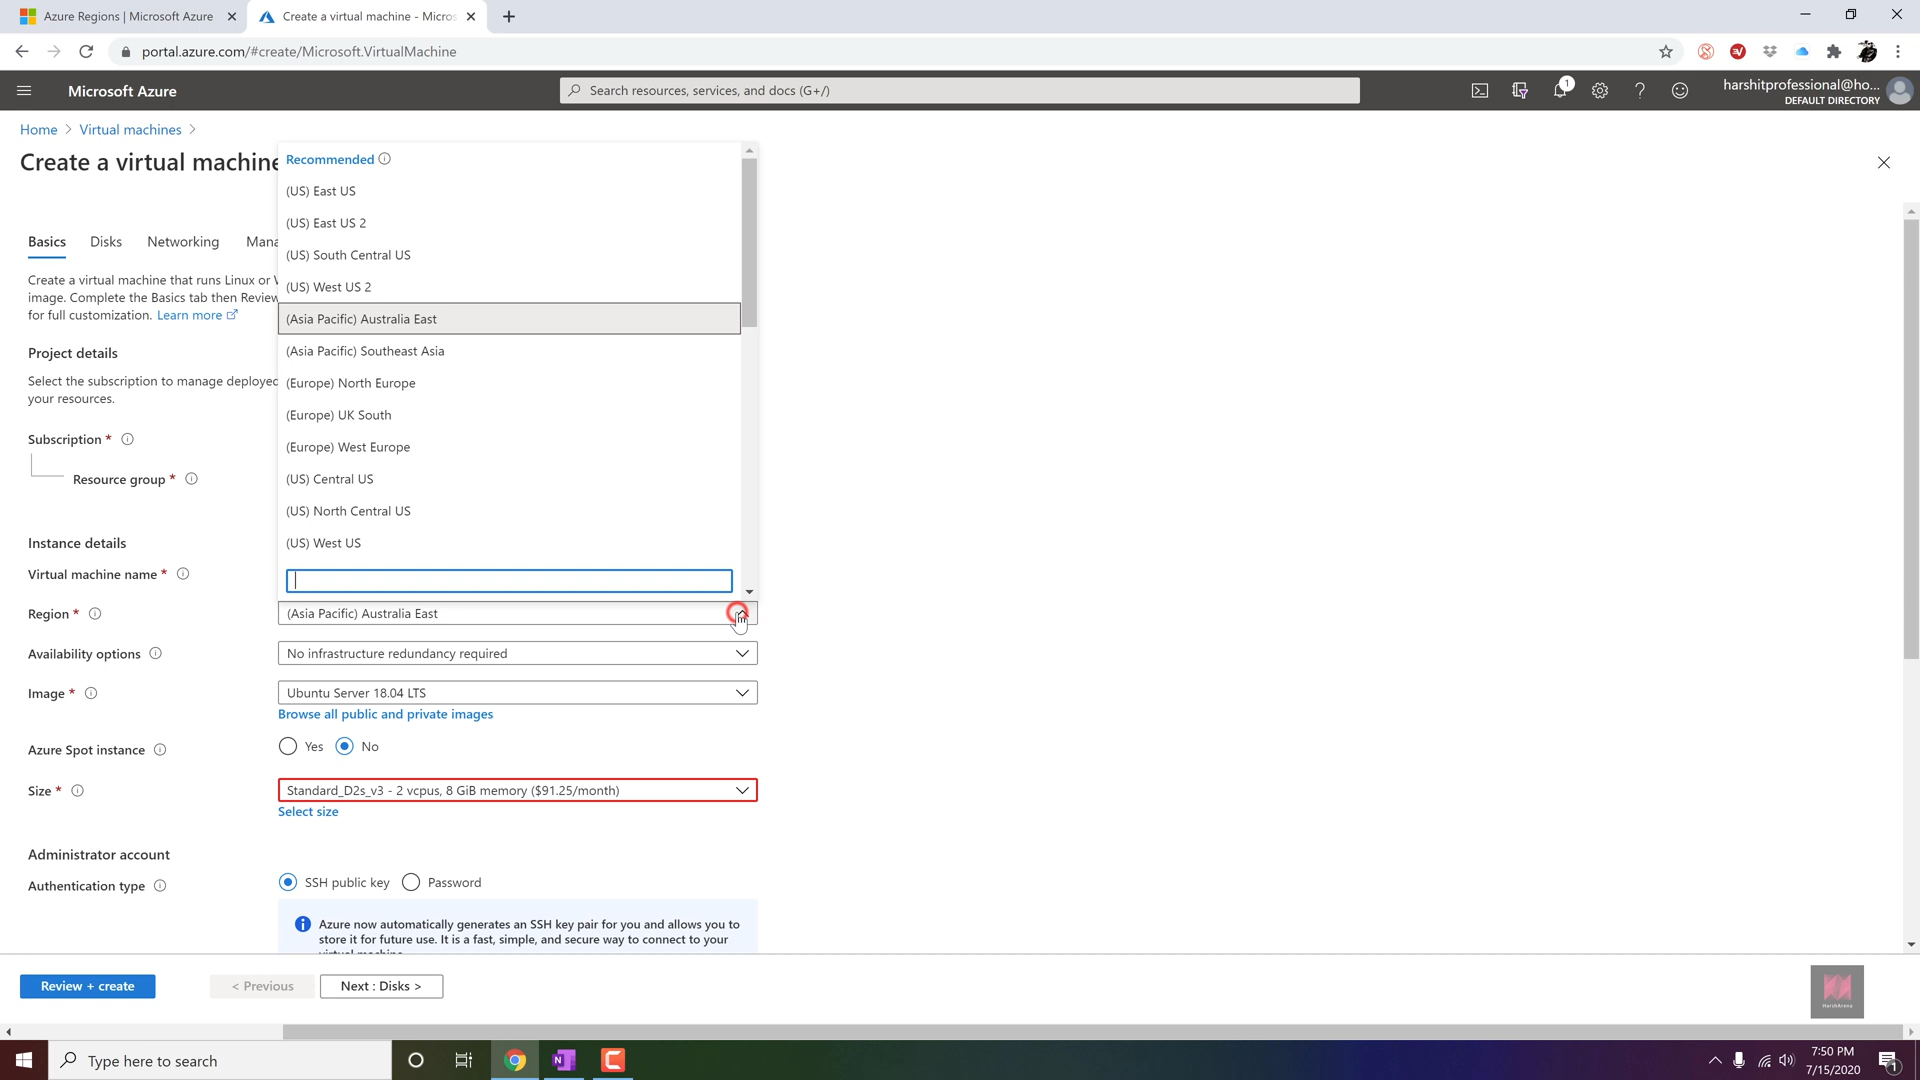 Azure Regions | Microsoft Azure
Create a virtual machine - Micros
portal.azure.com/#create/Microsoft.VirtualMachine
Microsoft Azure
Search resources, services, and docs (G+/)
1
harshitprofessional@ho...
DEFAULT DIRECTORY
Home > Virtual machines >
Create a virtual machine
Basics
Disks
Networking
Mana
Create a virtual machine that runs Linux or
image. Complete the Basics tab then Review
for full customization. Learn more
Project details
Select the subscription to manage deployed
your resources.
Subscription *
Resource group *
Instance details
Virtual machine name *
Recommended
(US) East US
(US) East US 2
(US) South Central US
(US) West US 2
(Asia Pacific) Australia East
(Asia Pacific) Southeast Asia
(Europe) North Europe
(Europe) UK South
(Europe) West Europe
(US) Central US
(US) North Central US
(US) West US
Region *
(Asia Pacific) Australia East
Availability options
No infrastructure redundancy required
Image *
Ubuntu Server 18.04 LTS
Browse all public and private images
Azure Spot instance
Yes
No
Size *
Standard_D2s_v3 - 2 vcpus, 8 GiB memory ($91.25/month)
Select size
Administrator account
Authentication type
SSH public key
Password
Azure now automatically generates an SSH key pair for you and allows you to
store it for future use. It is a fast, simple, and secure way to connect to your
virtual machine.
Review + create
< Previous
Next : Disks >
HarshArena
Type here to search
7:50 PM
7/15/2020
1